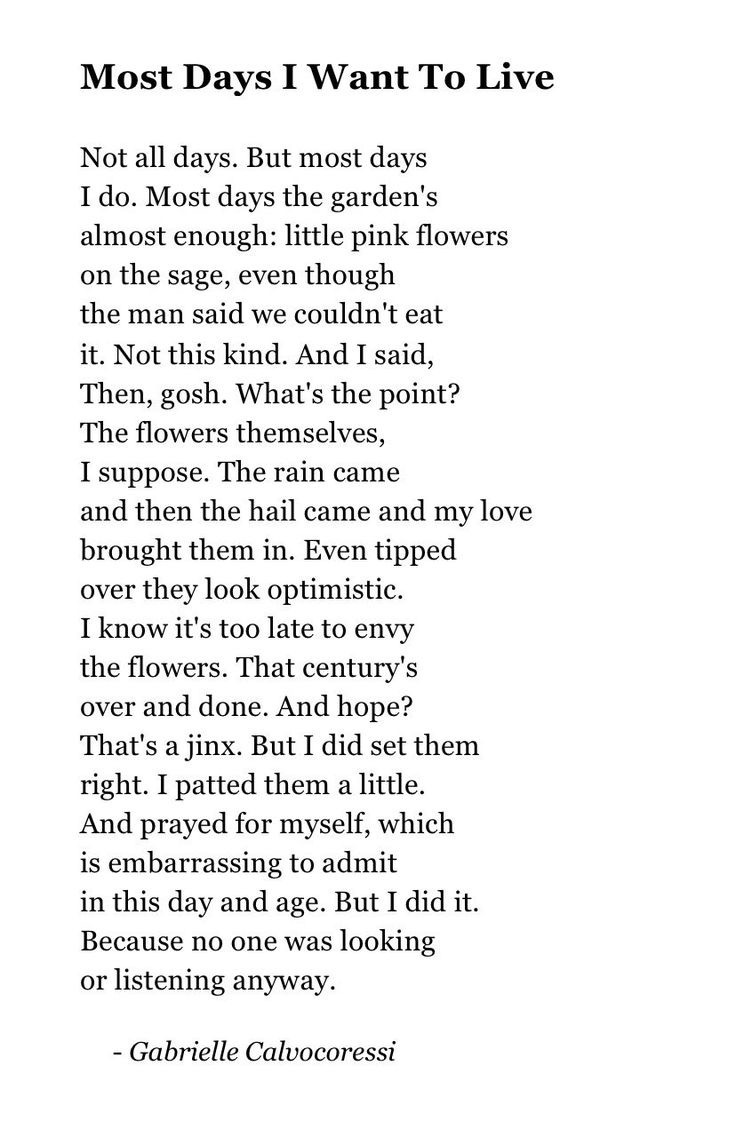 Most Days I Want To Live
Not all days. But most days
I do. Most days the garden's
almost enough: little pink flowers
on the sage, even though
the man said we couldn't eat
it. Not this kind. And I said,
Then, gosh. What's the point?
The flowers themselves,
I suppose. The rain came
and then the hail came and my love
brought them in. Even tipped
over they look optimistic.
I know it's too late to envy
the flowers. That century's
over and done. And hope?
That's a jinx. But I did set them
right. I patted them a little.
And prayed for myself, which
is embarrassing to admit
in this day and age. But I did it.
Because no one was looking
or listening anyway.
- Gabrielle Calvocoressi